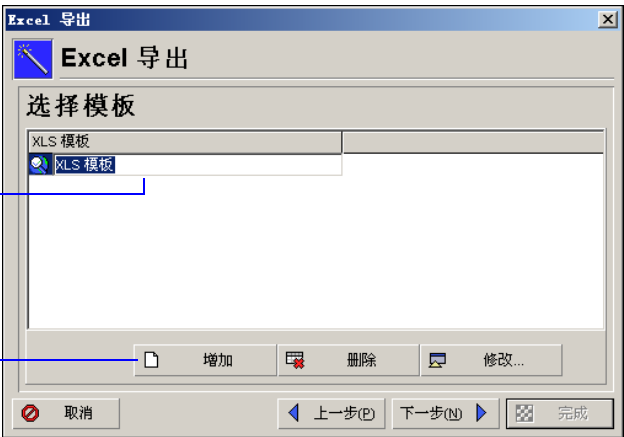 Excel 导出
Excel 导出
选择模板
XLS 模板
XLS 模板
增加 删除 修改...
取消 上一步(P) 下一步(N) 完成